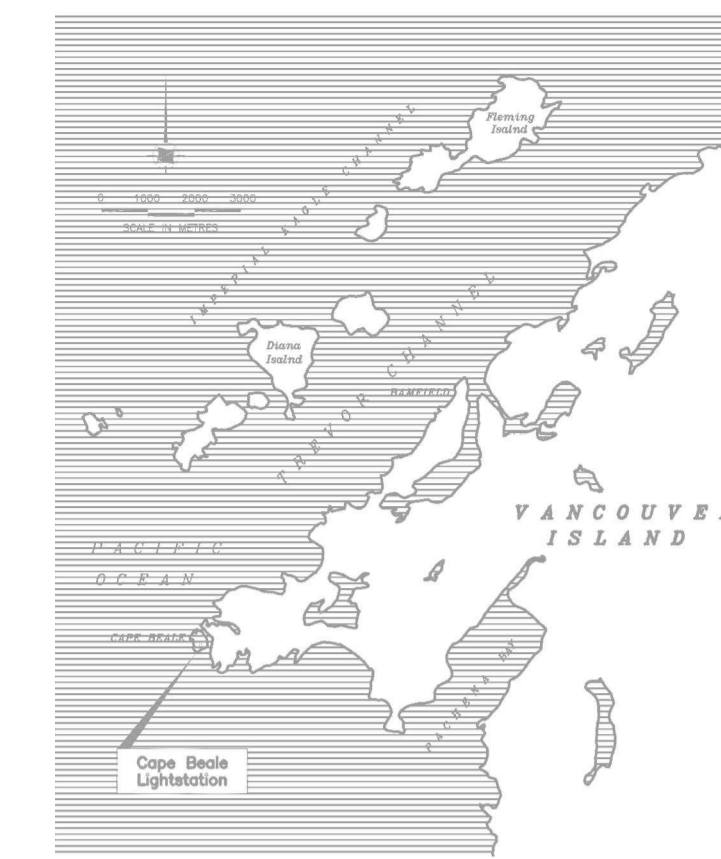 Fleming
Isalnd
IMPERIAL EAGLE CHANNEL
0 1000 2000 3000
SCALE IN METRES
Diana
Isalnd
TREVOR CHANNEL
BAMFIELD
VANCOUVE
ISLAND
PACIFIC
OCEAN
CAPE BEALE
PACHENA BAY
Cape Beale
Lightstation